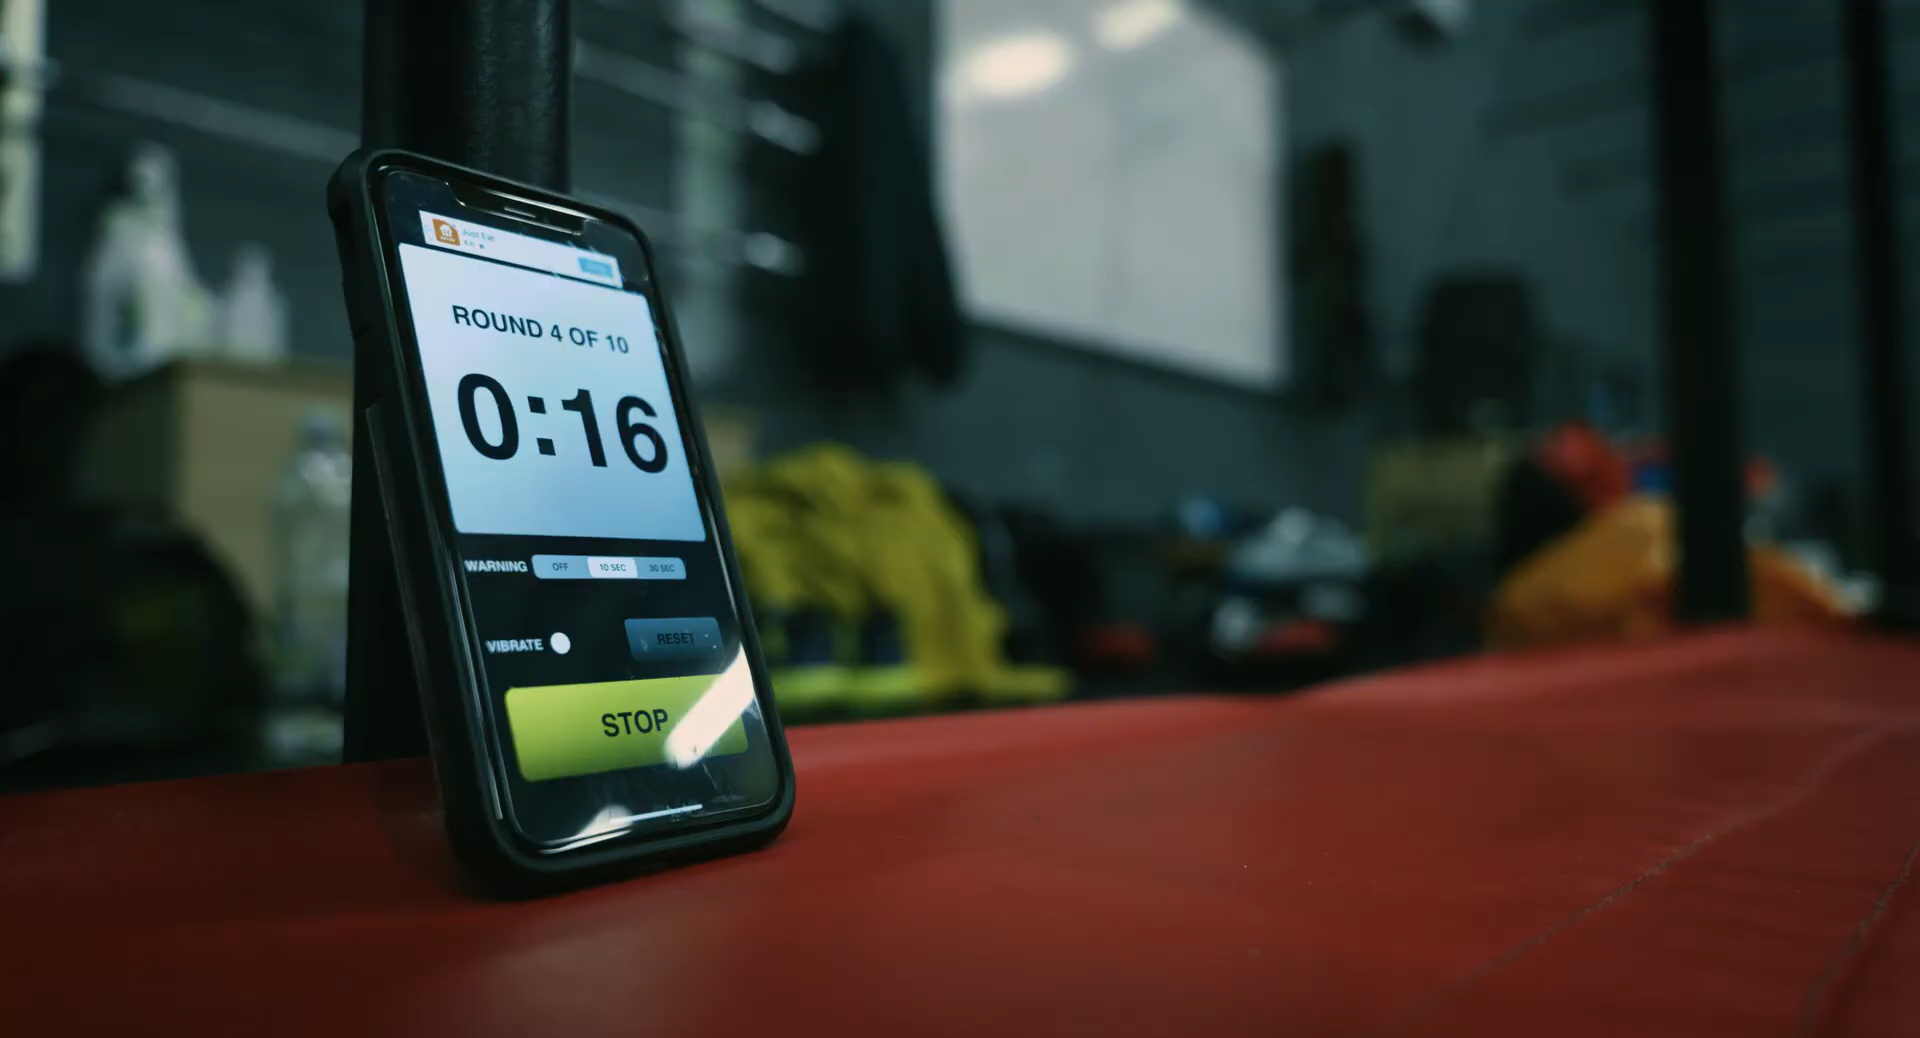 Just Eat
ROUND 4 OF 10
0:16
WARNING OFF 10 SEC 30 SEC
VIBRATE RESET
STOP